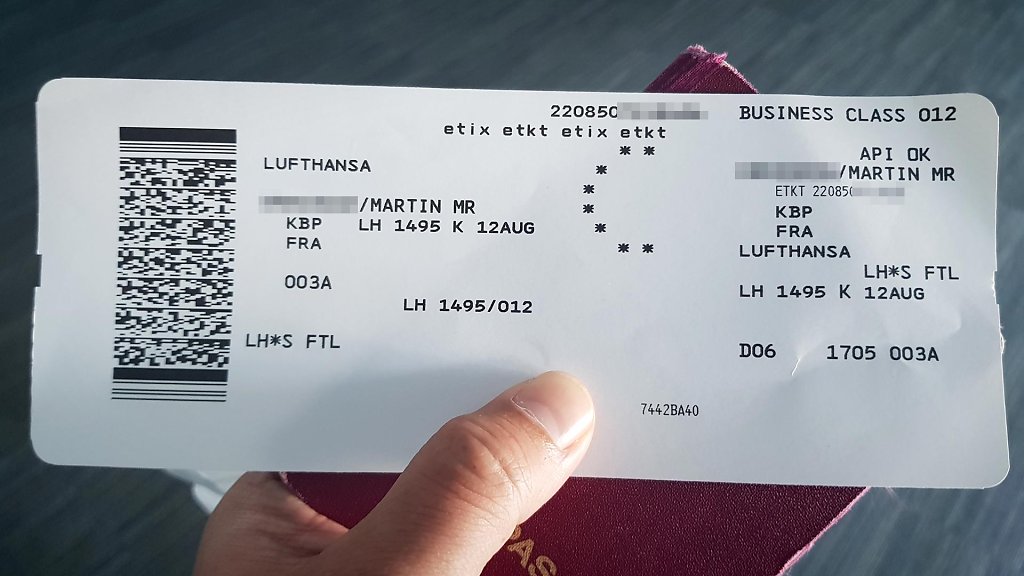 220850
etix etkt etix etkt
* *
*
*
*
*
* *
LUFTHANSA
/MARTIN MR
KBP LH 1495 K 12AUG
FRA
003A
LH 1495/012
LH*S FTL
7442BA40
BUSINESS CLASS 012
API OK
/MARTIN MR
ETKT 22085
KBP
FRA
LUFTHANSA
LH*S FTL
LH 1495 K 12AUG
D06 1705 003A
PAS